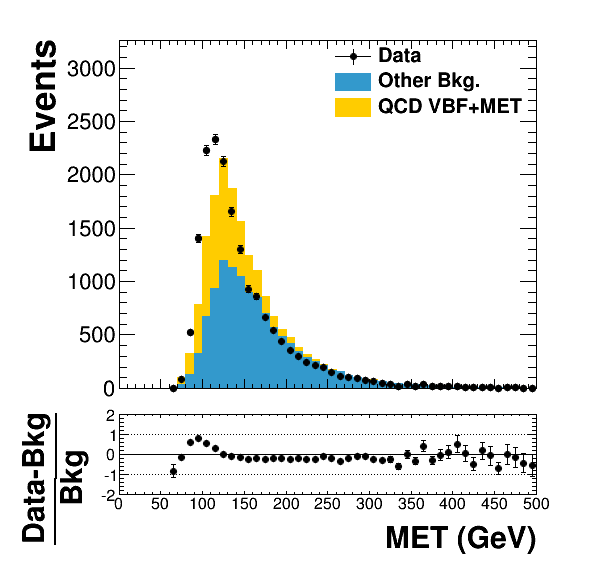 Events
3000
2500
2000
1500
1000
500
0
Data
Other Bkg.
QCD VBF+MET
Data-Bkg
Bkg
2
1
0
-1
-2
0 50 100 150 200 250 300 350 400 450 500
MET (GeV)